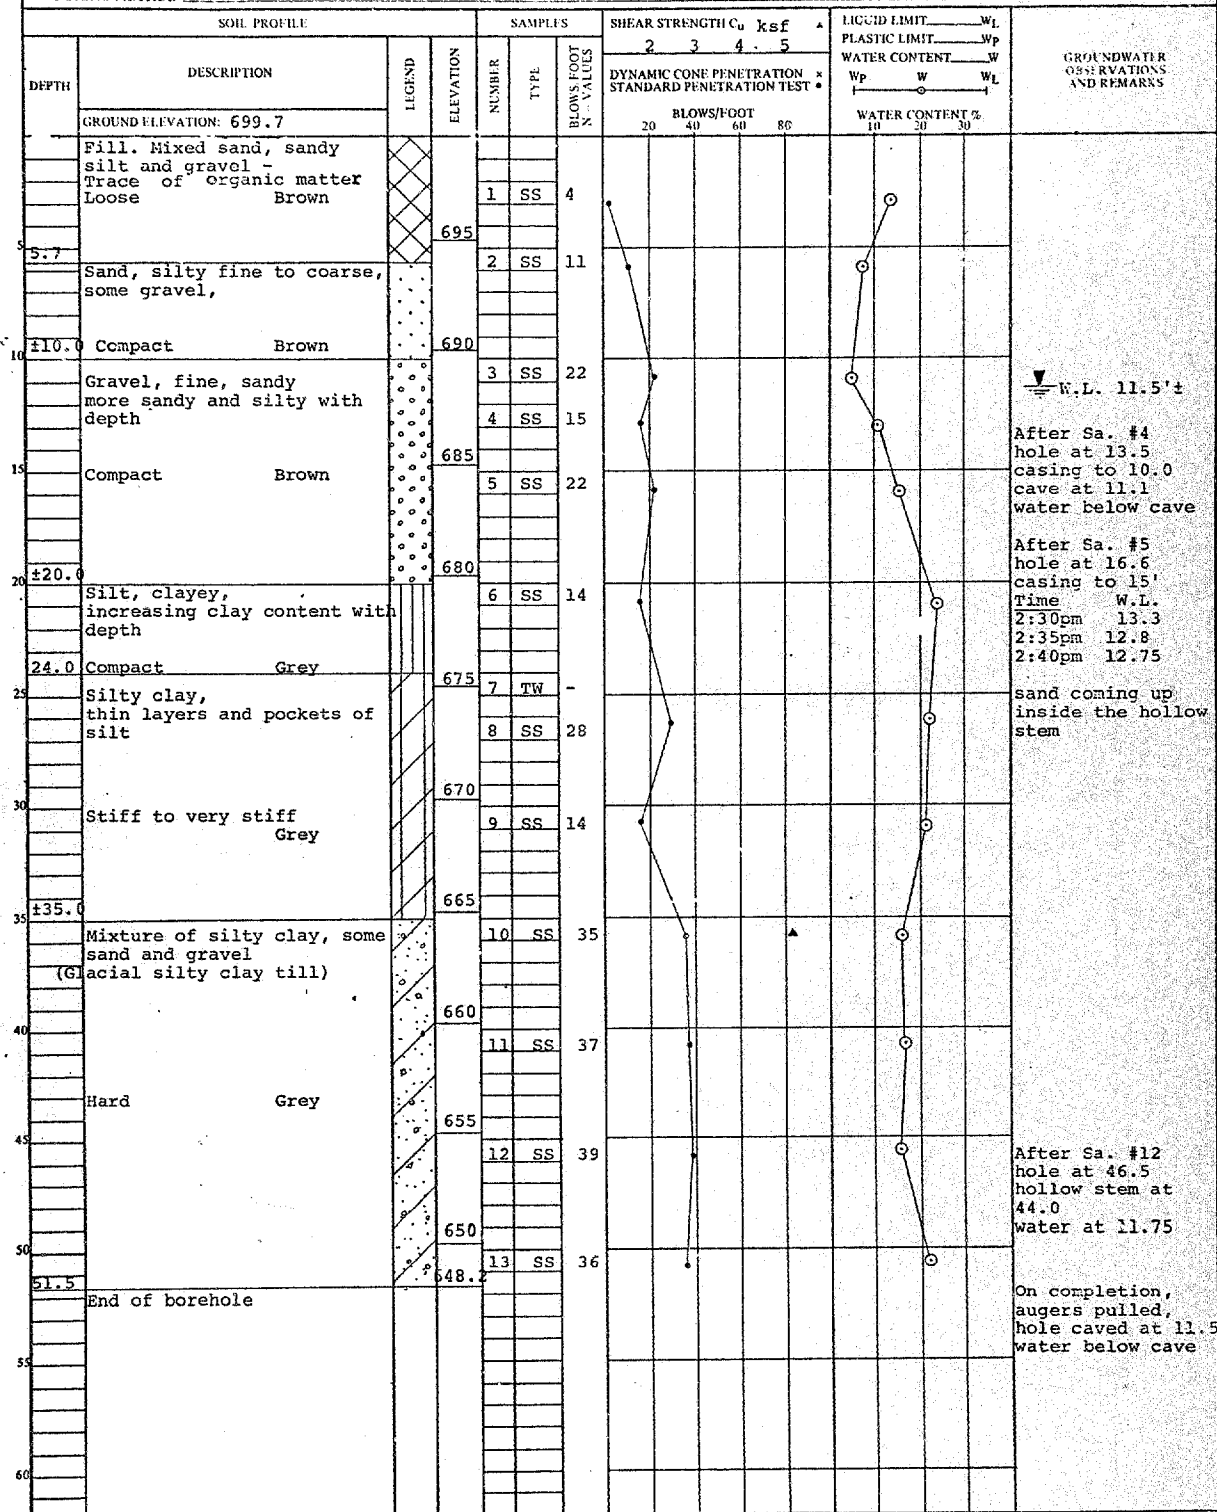 SOIL PROFILE
SAMPLES
SHEAR STRENGTH Cu ksf ▲
2 3 4 . 5
LIQUID LIMIT WL
PLASTIC LIMIT WP
WATER CONTENT W
WP W WL
GROUNDWATER
OBSERVATIONS
AND REMARKS
DEPTH
DESCRIPTION
LEGEND
ELEVATION
NUMBER
TYPE
BLOWS/FOOT
N - VALUES
DYNAMIC CONE PENETRATION ×
STANDARD PENETRATION TEST •
BLOWS/FOOT
20 40 60 80
WATER CONTENT %
10 30
GROUND ELEVATION: 699.7
Fill. Mixed sand, sandy
silt and gravel -
Trace of organic matter
Loose Brown
1 SS 4
695
5
5.7
2 SS 11
Sand, silty fine to coarse,
some gravel,
±10.0 Compact Brown
690
10
3 SS 22
Gravel, fine, sandy
more sandy and silty with
depth
W.L. 11.5'±
4 SS 15
After Sa. #4
hole at 13.5
casing to 10.0
cave at 11.1
water below cave
685
15
Compact Brown
5 SS 22
After Sa. #5
hole at 16.6
casing to 15'
Time W.L.
2:30pm 13.3
2:35pm 12.8
2:40pm 12.75
680
±20.0
20
Silt, clayey,
increasing clay content with
depth
6 SS 14
24.0 Compact Grey
675
25
7 TW -
Silty clay,
thin layers and pockets of
silt
8 SS 28
sand coming up
inside the hollow
stem
670
30
Stiff to very stiff
Grey
9 SS 14
665
±35.0
35
Mixture of silty clay, some
sand and gravel
(Glacial silty clay till)
10 SS 35
660
40
11 SS 37
Hard Grey
655
45
12 SS 39
After Sa. #12
hole at 46.5
hollow stem at
44.0
water at 11.75
650
50
13 SS 36
648.2
51.5
End of borehole
On completion,
augers pulled,
hole caved at 11.5
water below cave
55
60